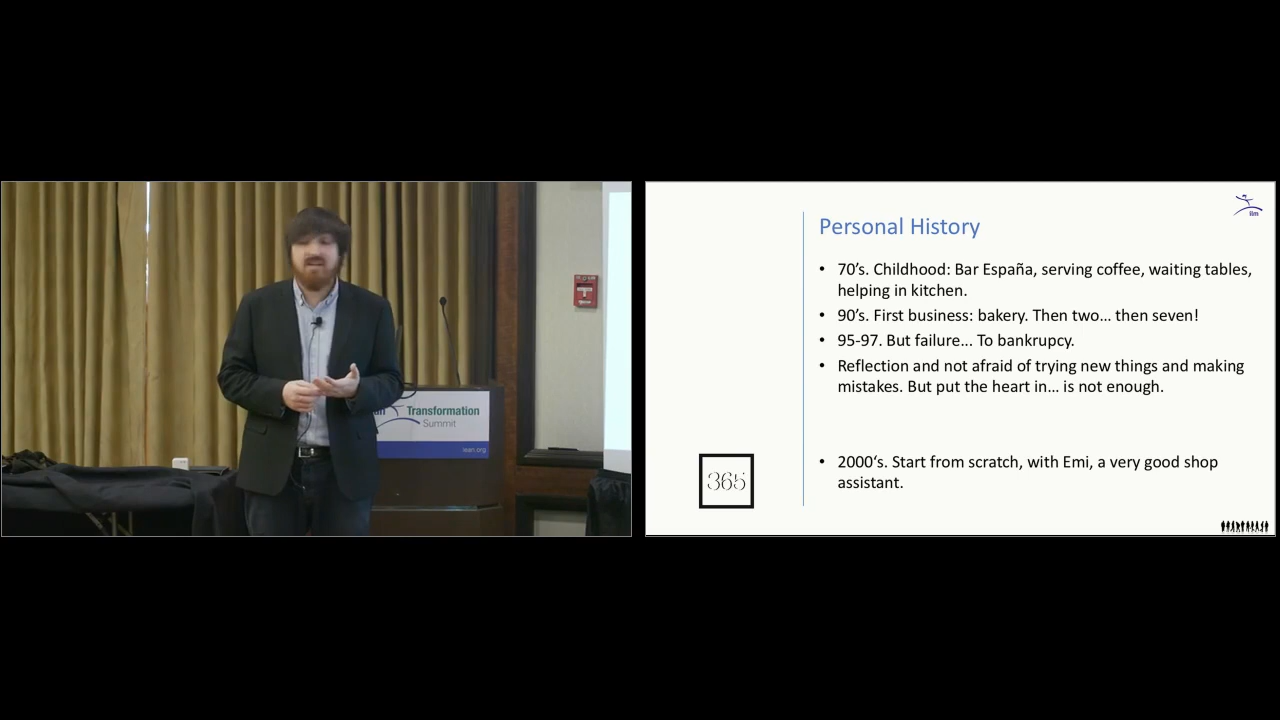 Transformation
Summit
lean.org
Personal History
• 70’s. Childhood: Bar España, serving coffee, waiting tables,
helping in kitchen.
• 90’s. First business: bakery. Then two… then seven!
• 95-97. But failure… To bankrupcy.
• Reflection and not afraid of trying new things and making
mistakes. But put the heart in… is not enough.
• 2000‘s. Start from scratch, with Emi, a very good shop
assistant.
365
ilm